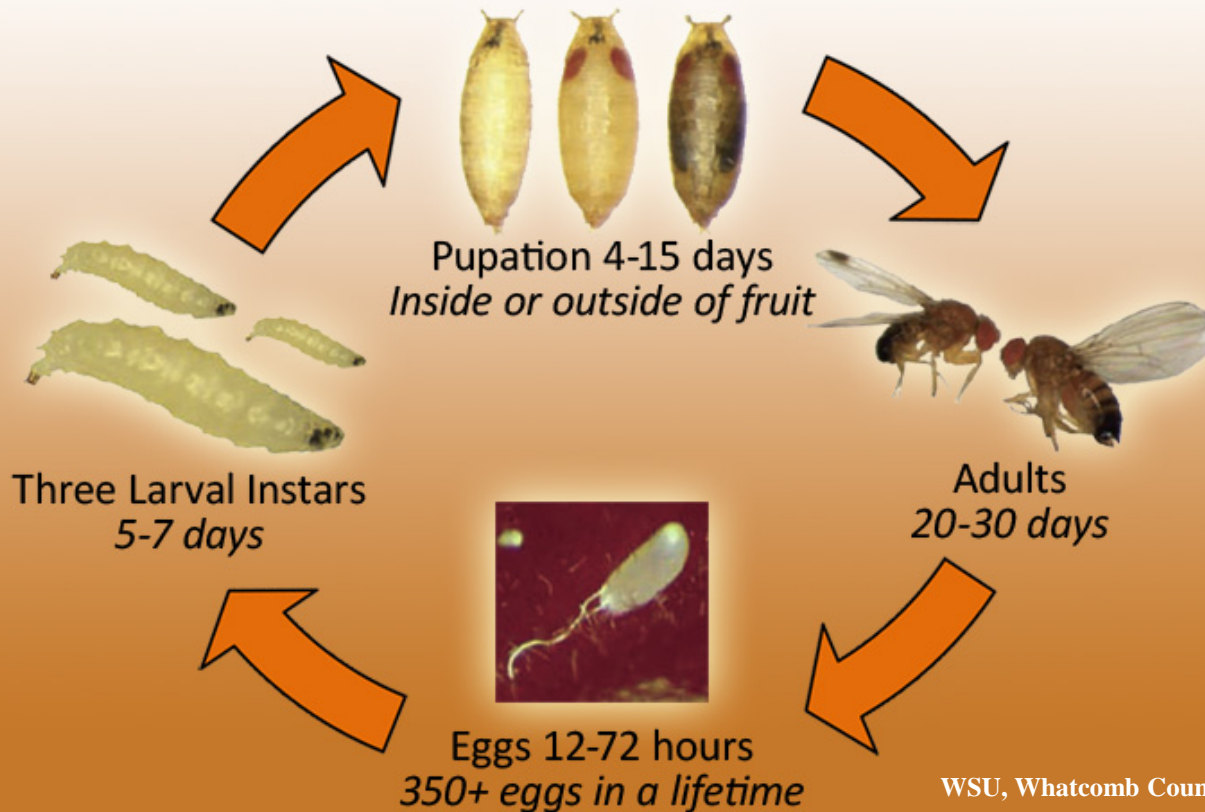 Pupation 4-15 days
Inside or outside of fruit
Adults
20-30 days
Three Larval Instars
5-7 days
Eggs 12-72 hours
350+ eggs in a lifetime
WSU, Whatcomb Coun